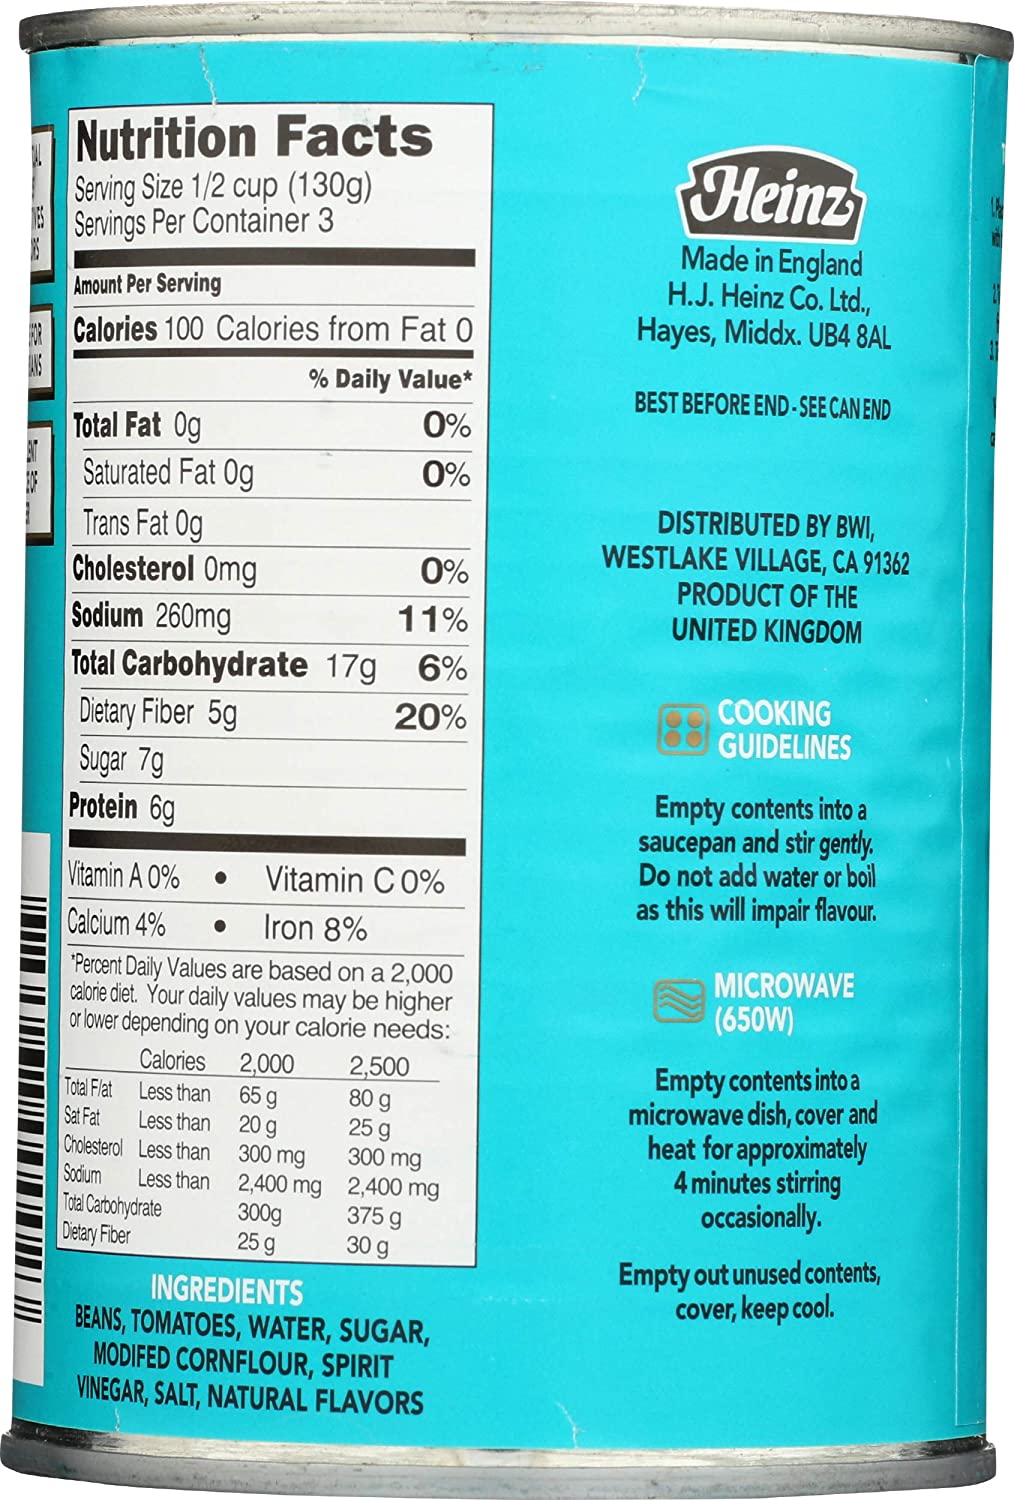 Nutrition Facts
Serving Size 1/2 cup (130g)
Servings Per Container 3
Amount Per Serving
Calories 100 Calories from Fat 0
% Daily Value*
Total Fat 0g 0%
Saturated Fat 0g 0%
Trans Fat 0g
Cholesterol 0mg 0%
Sodium 260mg 11%
Total Carbohydrate 17g 6%
Dietary Fiber 5g 20%
Sugar 7g
Protein 6g
Vitamin A 0% • Vitamin C 0%
Calcium 4% • Iron 8%
*Percent Daily Values are based on a 2,000
calorie diet. Your daily values may be higher
or lower depending on your calorie needs:
Calories 2,000 2,500
Total F/at Less than 65 g 80 g
Sat Fat Less than 20 g 25 g
Cholesterol Less than 300 mg 300 mg
Sodium Less than 2,400 mg 2,400 mg
Total Carbohydrate 300g 375 g
Dietary Fiber 25 g 30 g
INGREDIENTS
BEANS, TOMATOES, WATER, SUGAR,
MODIFED CORNFLOUR, SPIRIT
VINEGAR, SALT, NATURAL FLAVORS
Heinz
Made in England
H.J. Heinz Co. Ltd.,
Hayes, Middx. UB4 8AL
BEST BEFORE END - SEE CAN END
DISTRIBUTED BY BWI,
WESTLAKE VILLAGE, CA 91362
PRODUCT OF THE
UNITED KINGDOM
COOKING
GUIDELINES
Empty contents into a
saucepan and stir gently.
Do not add water or boil
as this will impair flavour.
MICROWAVE
(650W)
Empty contents into a
microwave dish, cover and
heat for approximately
4 minutes stirring
occasionally.
Empty out unused contents,
cover, keep cool.